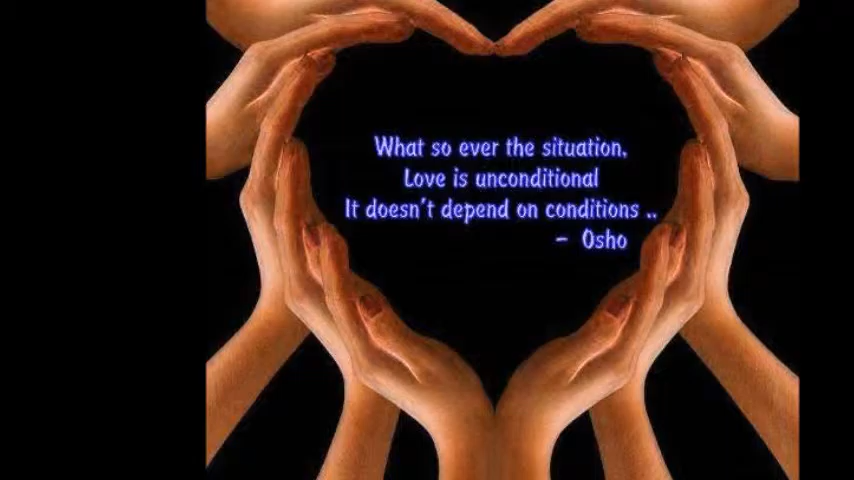 What so ever the situation,
Love is unconditional
It doesn't depend on conditions ..
- Osho